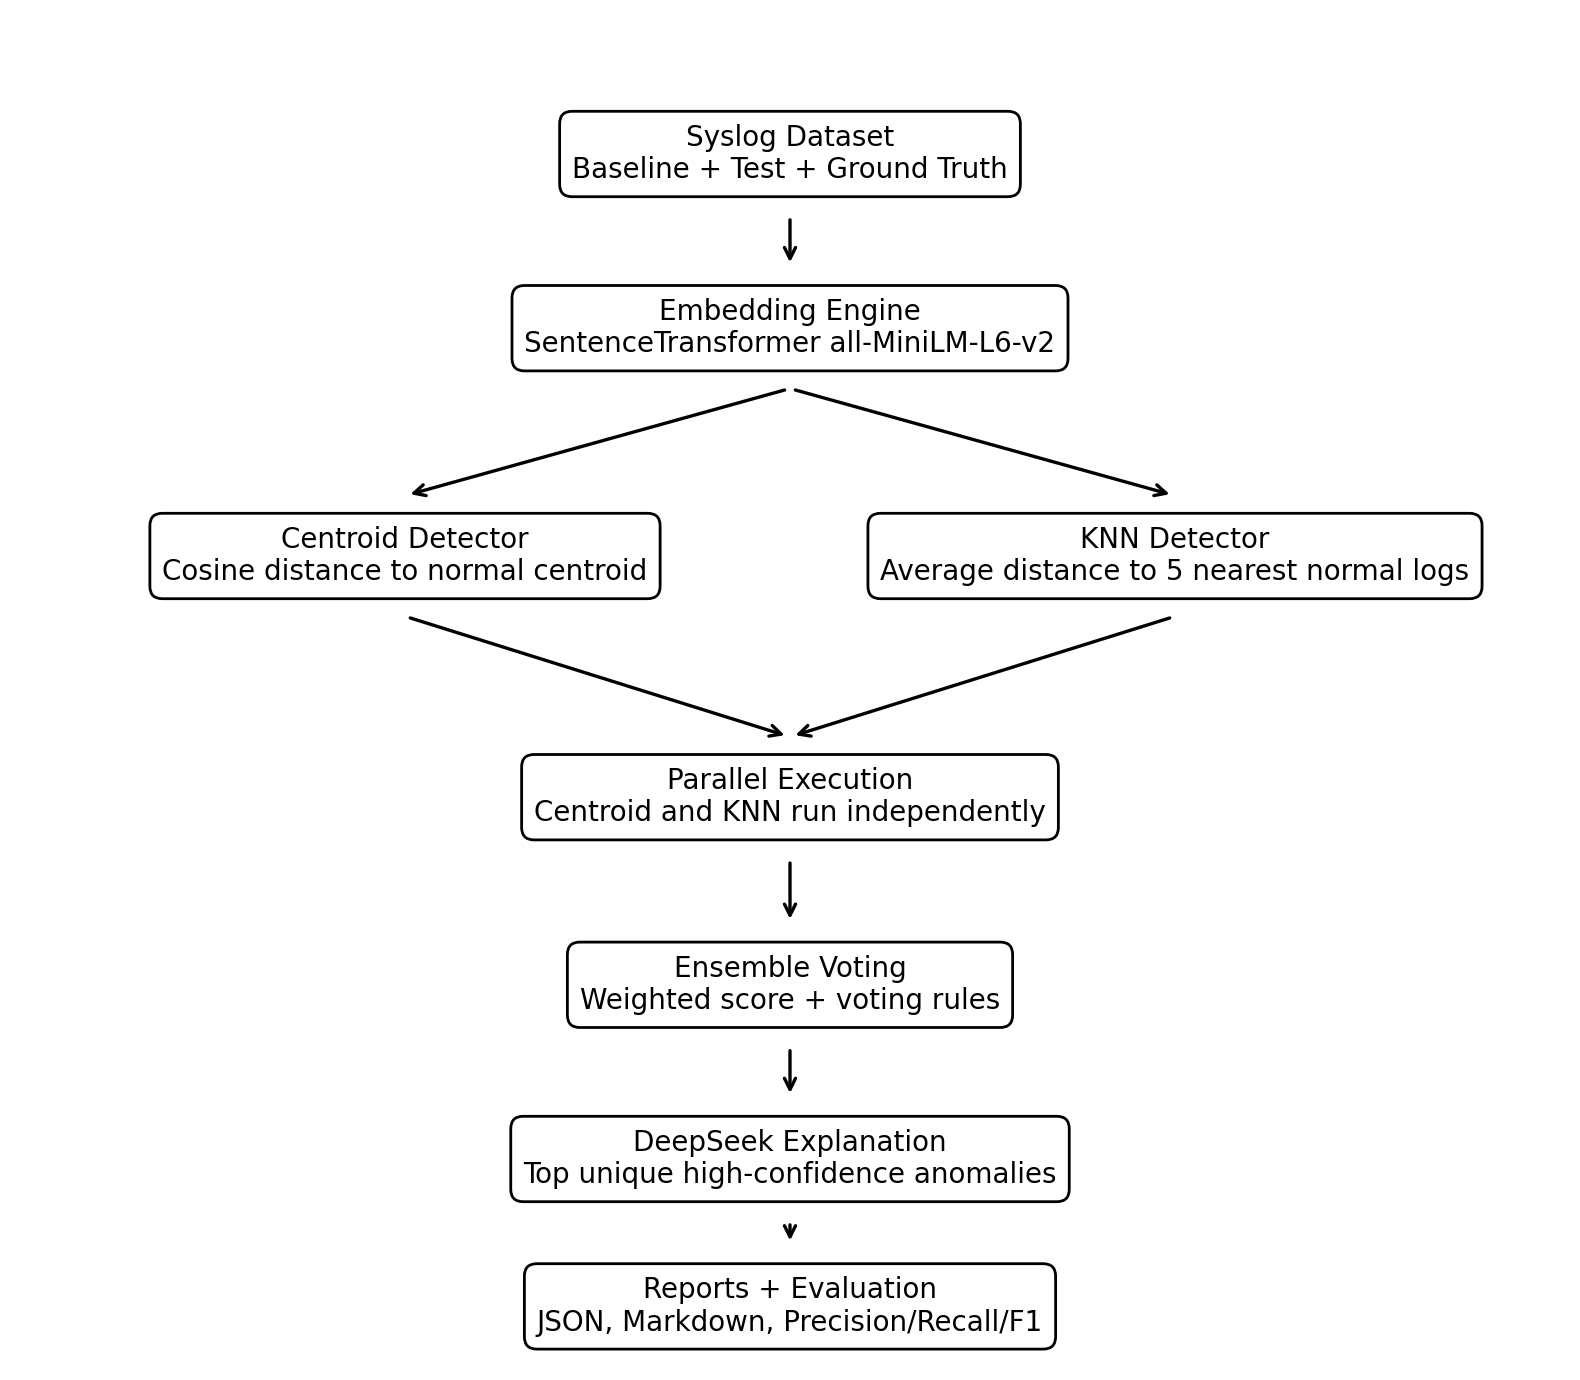 Syslog Dataset
Baseline + Test + Ground Truth
Embedding Engine
SentenceTransformer all-MiniLM-L6-v2
Centroid Detector
Cosine distance to normal centroid
KNN Detector
Average distance to 5 nearest normal logs
Parallel Execution
Centroid and KNN run independently
Ensemble Voting
Weighted score + voting rules
DeepSeek Explanation
Top unique high-confidence anomalies
Reports + Evaluation
JSON, Markdown, Precision/Recall/F1